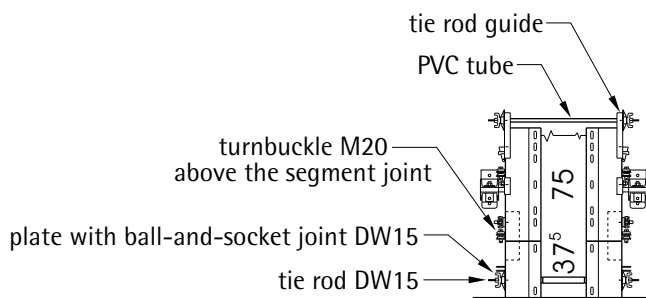 tie rod guide
PVC tube
turnbuckle M20
above the segment joint
75
plate with ball-and-socket joint DW15
37⁵
tie rod DW15